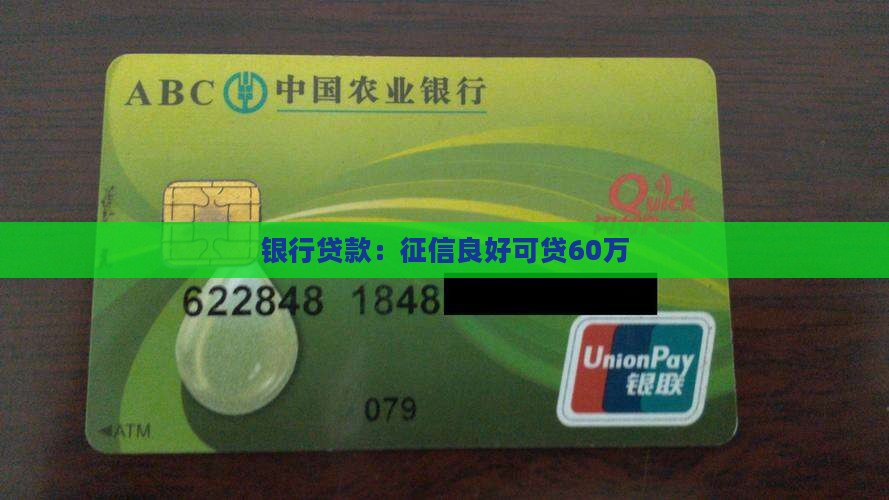 ABC 中国农业银行
Quick
银行贷款：征信良好可贷60万
622848 1848
UnionPay
银联
079
ATM